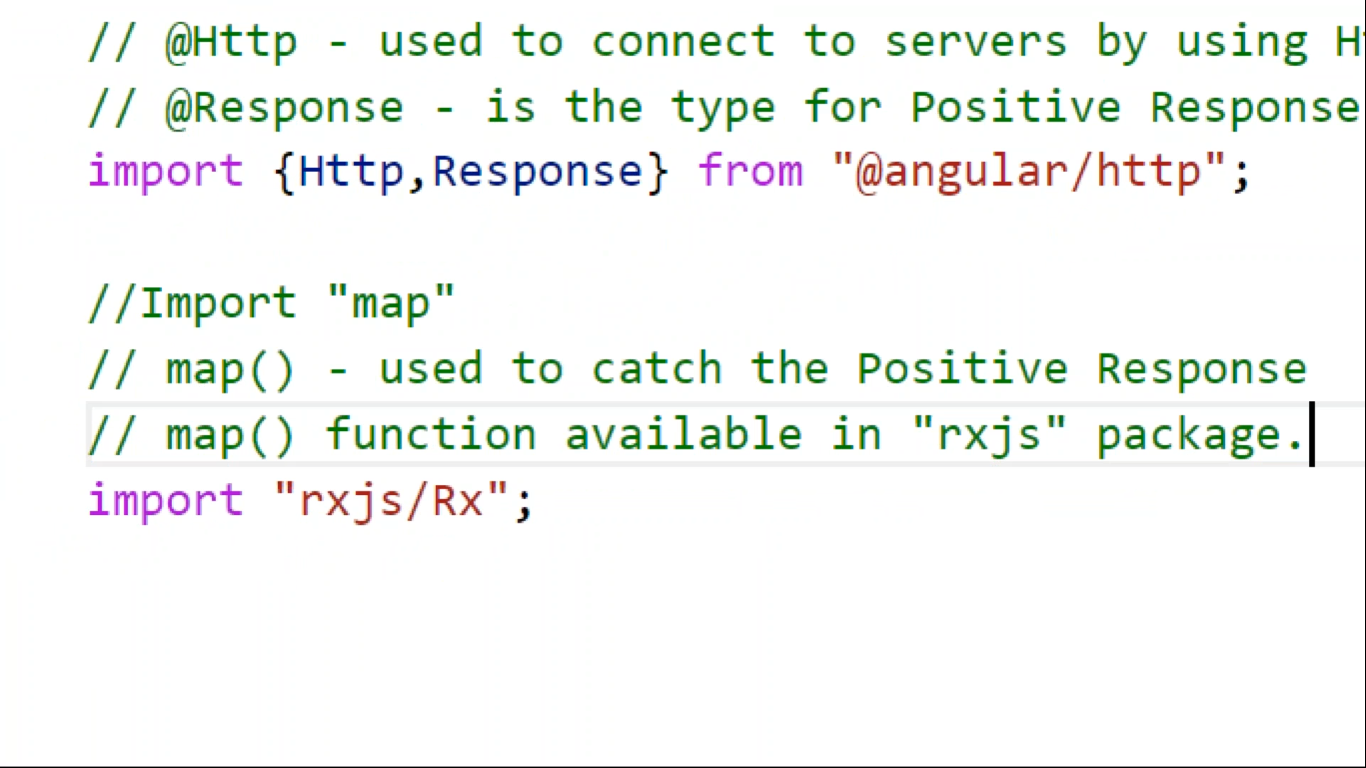 // @Http - used to connect to servers by using
// @Response - is the type for Positive Response
import {Http,Response} from "@angular/http";
//Import "map"
// map() - used to catch the Positive Response
// map() function available in "rxjs" package.
import "rxjs/Rx";